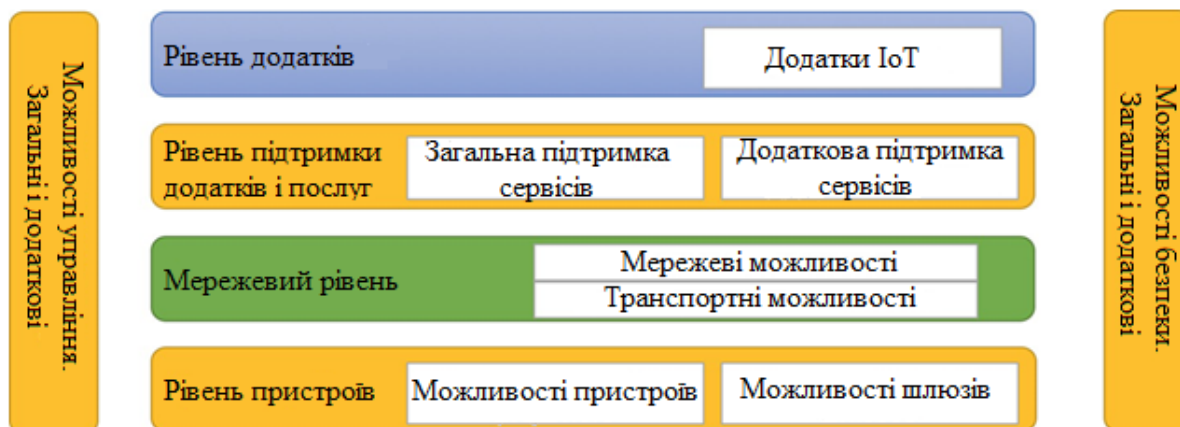 Можливості управління.
Загальні і додаткові
Рівень додатків
Додатки IoT
Рівень підтримки
додатків і послуг
Загальна підтримка
сервісів
Додаткова підтримка
сервісів
Мережевий рівень
Мережеві можливості
Транспортні можливості
Рівень пристроїв
Можливості пристроїв
Можливості шлюзів
Можливості безпеки.
Загальні і додаткові